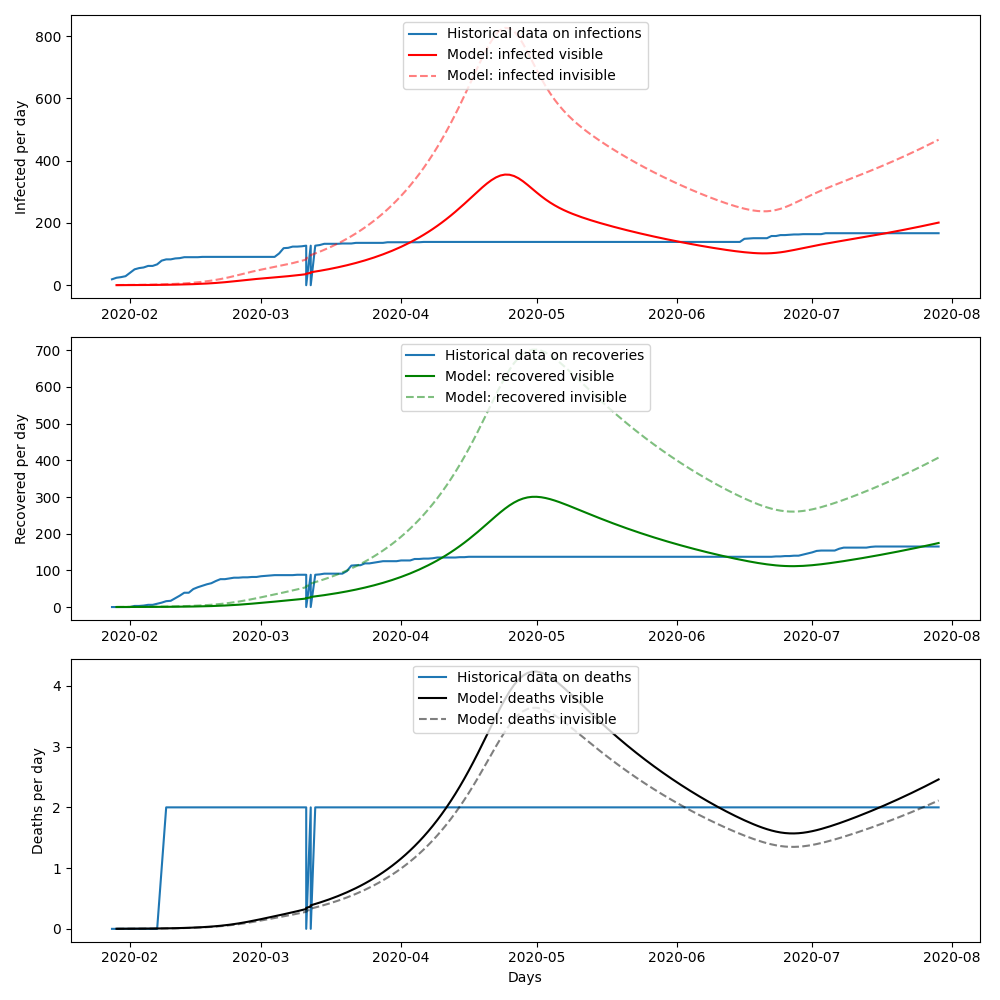 Historical data on infections
Model: infected visible
Model: infected invisible
Infected per day
800
600
400
200
0
2020-02 2020-03 2020-04 2020-05 2020-06 2020-07 2020-08
Historical data on recoveries
Model: recovered visible
Model: recovered invisible
Recovered per day
700
600
500
400
300
200
100
0
2020-02 2020-03 2020-04 2020-05 2020-06 2020-07 2020-08
Historical data on deaths
Model: deaths visible
Model: deaths invisible
Deaths per day
4
3
2
1
0
2020-02 2020-03 2020-04 2020-05 2020-06 2020-07 2020-08
Days